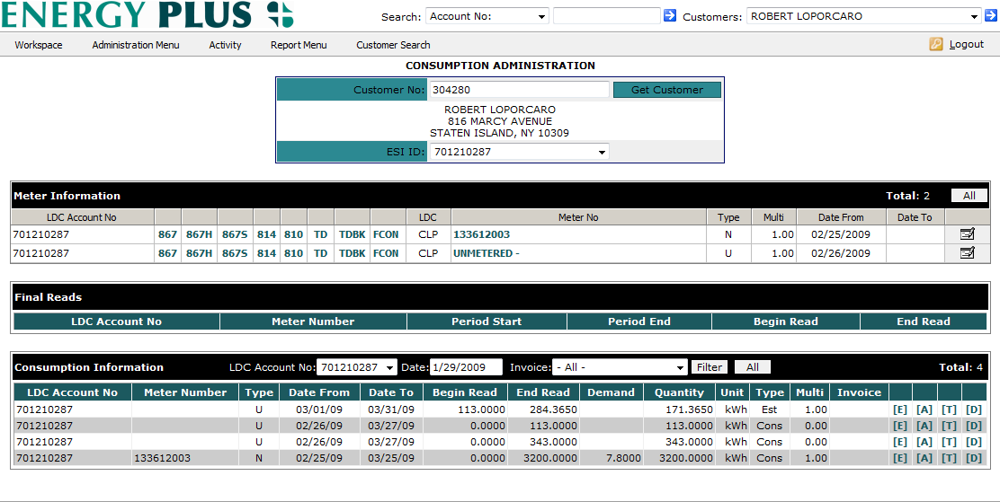 ENERGY PLUS Search: Account No: Customers: ROBERT LOPORCARO
Workspace Administration Menu Activity Report Menu Customer Search Logout
CONSUMPTION ADMINISTRATION
Customer No: 304280 Get Customer
ROBERT LOPORCARO
816 MARCY AVENUE
STATEN ISLAND, NY 10309
ESI ID: 701210287
Meter Information Total: 2 All
LDC Account No LDC Meter No Type Multi Date From Date To
701210287 867 867H 867S 814 810 TD TDBK FCON CLP 133612003 N 1.00 02/25/2009
701210287 867 867H 867S 814 810 TD TDBK FCON CLP UNMETERED - U 1.00 02/26/2009
Final Reads
LDC Account No Meter Number Period Start Period End Begin Read End Read
Consumption Information LDC Account No: 701210287 Date: 1/29/2009 Invoice: - All - Filter All Total: 4
LDC Account No Meter Number Type Date From Date To Begin Read End Read Demand Quantity Unit Type Multi Invoice
701210287 U 03/01/09 03/31/09 113.0000 284.3650 171.3650 kWh Est 1.00 [E] [A] [T] [D]
701210287 U 02/26/09 03/27/09 0.0000 113.0000 113.0000 kWh Cons 0.00 [E] [A] [T] [D]
701210287 U 02/26/09 03/27/09 0.0000 343.0000 343.0000 kWh Cons 0.00 [E] [A] [T] [D]
701210287 133612003 N 02/25/09 03/25/09 0.0000 3200.0000 7.8000 3200.0000 kWh Cons 1.00 [E] [A] [T] [D]